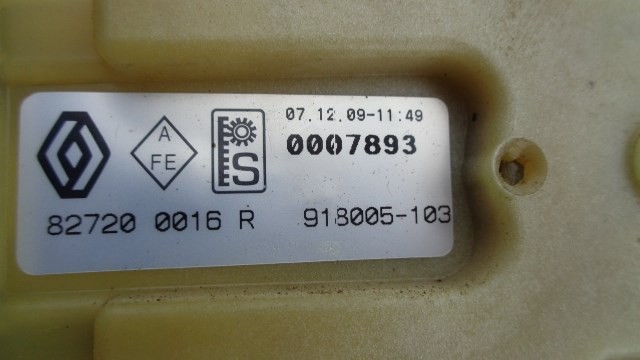 A
FE
S
07.12.09-11:49
0007893
82720 0016 R 918005-103